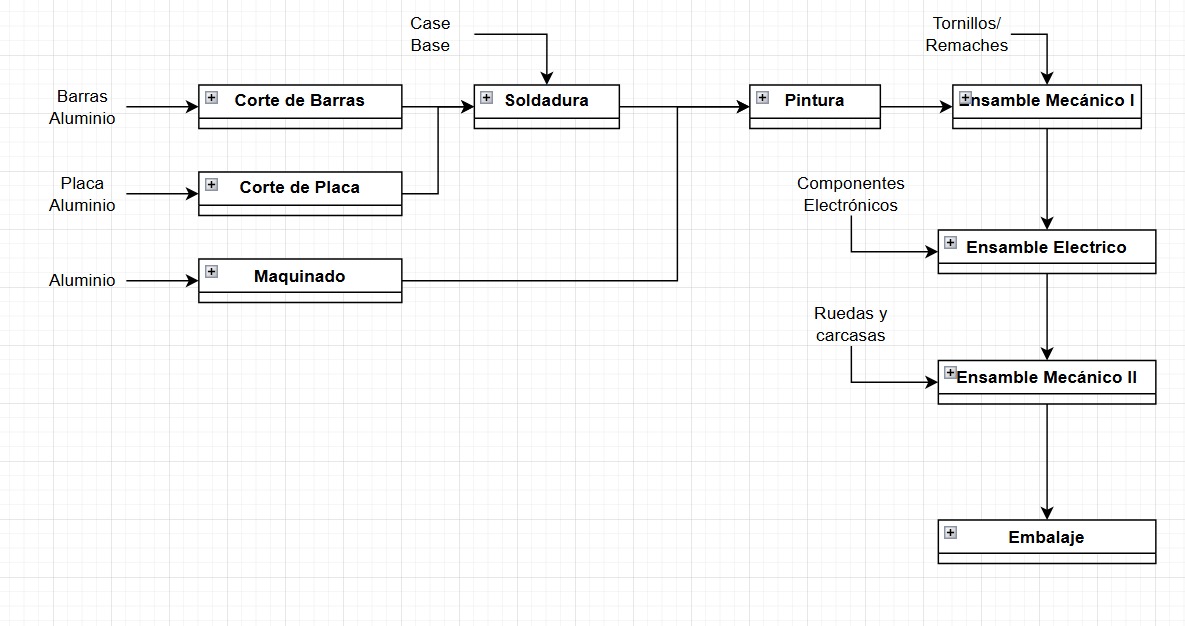 Case
Base
Tornillos/
Remaches
Barras
Aluminio
Corte de Barras
Soldadura
Pintura
Ensamble Mecánico I
Placa
Aluminio
Corte de Placa
Componentes
Electrónicos
Ensamble Electrico
Aluminio
Maquinado
Ruedas y
carcasas
Ensamble Mecánico II
Embalaje